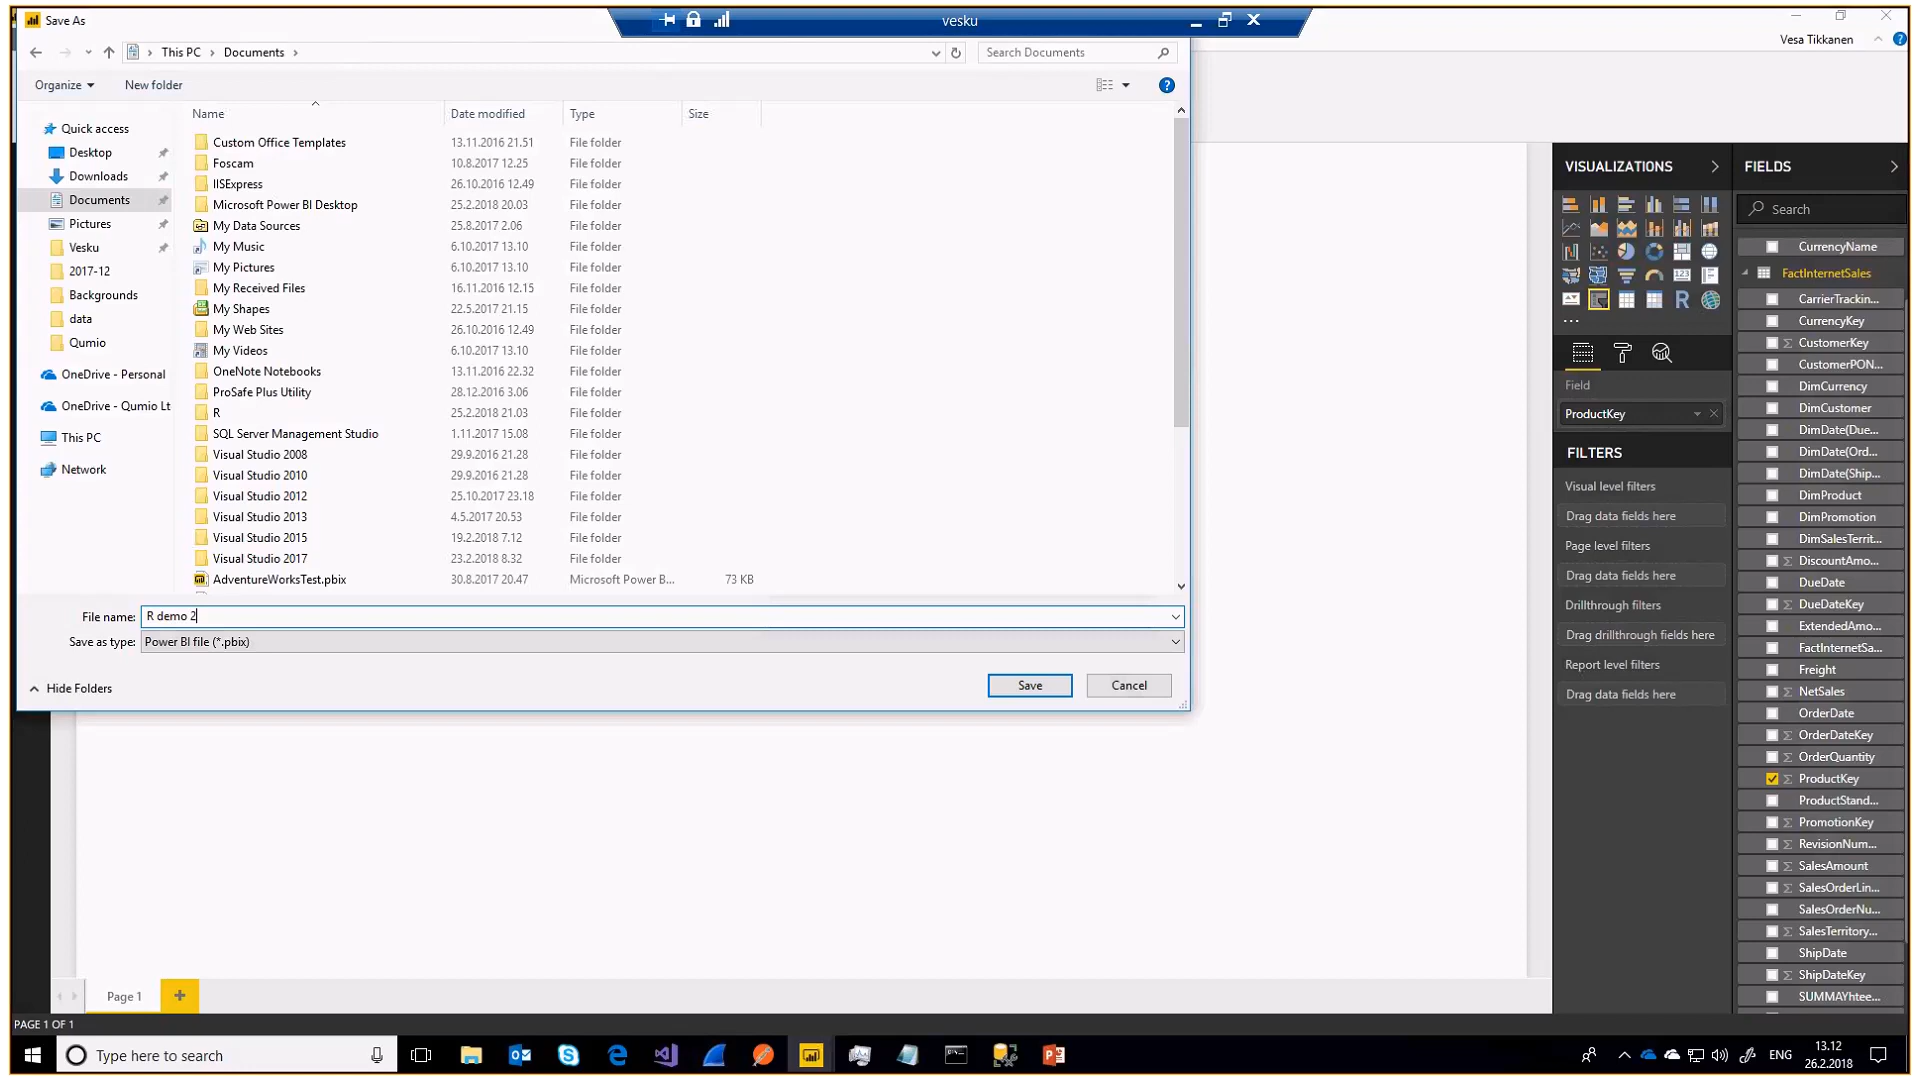 Save As
vesku
Vesa Tikkanen
This PC
Documents
Search Documents
Organize
New folder
Name
Date modified
Type
Size
Quick access
Desktop
Downloads
Documents
Pictures
Vesku
2017-12
Backgrounds
data
Qumio
OneDrive - Personal
OneDrive - Qumio Lt
This PC
Network
Custom Office Templates 13.11.2016 21.51 File folder
Foscam 10.8.2017 12.25 File folder
IISExpress 26.10.2016 12.49 File folder
Microsoft Power BI Desktop 25.2.2018 20.03 File folder
My Data Sources 25.8.2017 2.06 File folder
My Music 6.10.2017 13.10 File folder
My Pictures 6.10.2017 13.10 File folder
My Received Files 16.11.2016 12.15 File folder
My Shapes 22.5.2017 21.15 File folder
My Web Sites 26.10.2016 12.49 File folder
My Videos 6.10.2017 13.10 File folder
OneNote Notebooks 13.11.2016 22.32 File folder
ProSafe Plus Utility 28.12.2016 3.06 File folder
R 25.2.2018 21.03 File folder
SQL Server Management Studio 1.11.2017 15.08 File folder
Visual Studio 2008 29.9.2016 21.28 File folder
Visual Studio 2010 29.9.2016 21.28 File folder
Visual Studio 2012 25.10.2017 23.18 File folder
Visual Studio 2013 4.5.2017 20.53 File folder
Visual Studio 2015 19.2.2018 7.12 File folder
Visual Studio 2017 23.2.2018 8.32 File folder
AdventureWorksTest.pbix 30.8.2017 20.47 Microsoft Power B... 73 KB
File name: R demo 2
Save as type: Power BI file (*.pbix)
Hide Folders
Save
Cancel
VISUALIZATIONS
Field
ProductKey
FILTERS
Visual level filters
Drag data fields here
Page level filters
Drag data fields here
Drillthrough filters
Drag drillthrough fields here
Report level filters
Drag data fields here
FIELDS
Search
CurrencyName
FactInternetSales
CarrierTrackin...
CurrencyKey
CustomerKey
CustomerPON...
DimCurrency
DimCustomer
DimDate(Due...
DimDate(Ord...
DimDate(Ship...
DimProduct
DimPromotion
DimSalesTerrit...
DiscountAmo...
DueDate
DueDateKey
ExtendedAmo...
FactInternetSa...
Freight
NetSales
OrderDate
OrderDateKey
OrderQuantity
ProductKey
ProductStand...
PromotionKey
RevisionNum...
SalesAmount
SalesOrderLin...
SalesOrderNu...
SalesTerritory...
ShipDate
ShipDateKey
SUMMAYhtee...
Page 1
PAGE 1 OF 1
Type here to search
ENG
13.12
26.2.2018